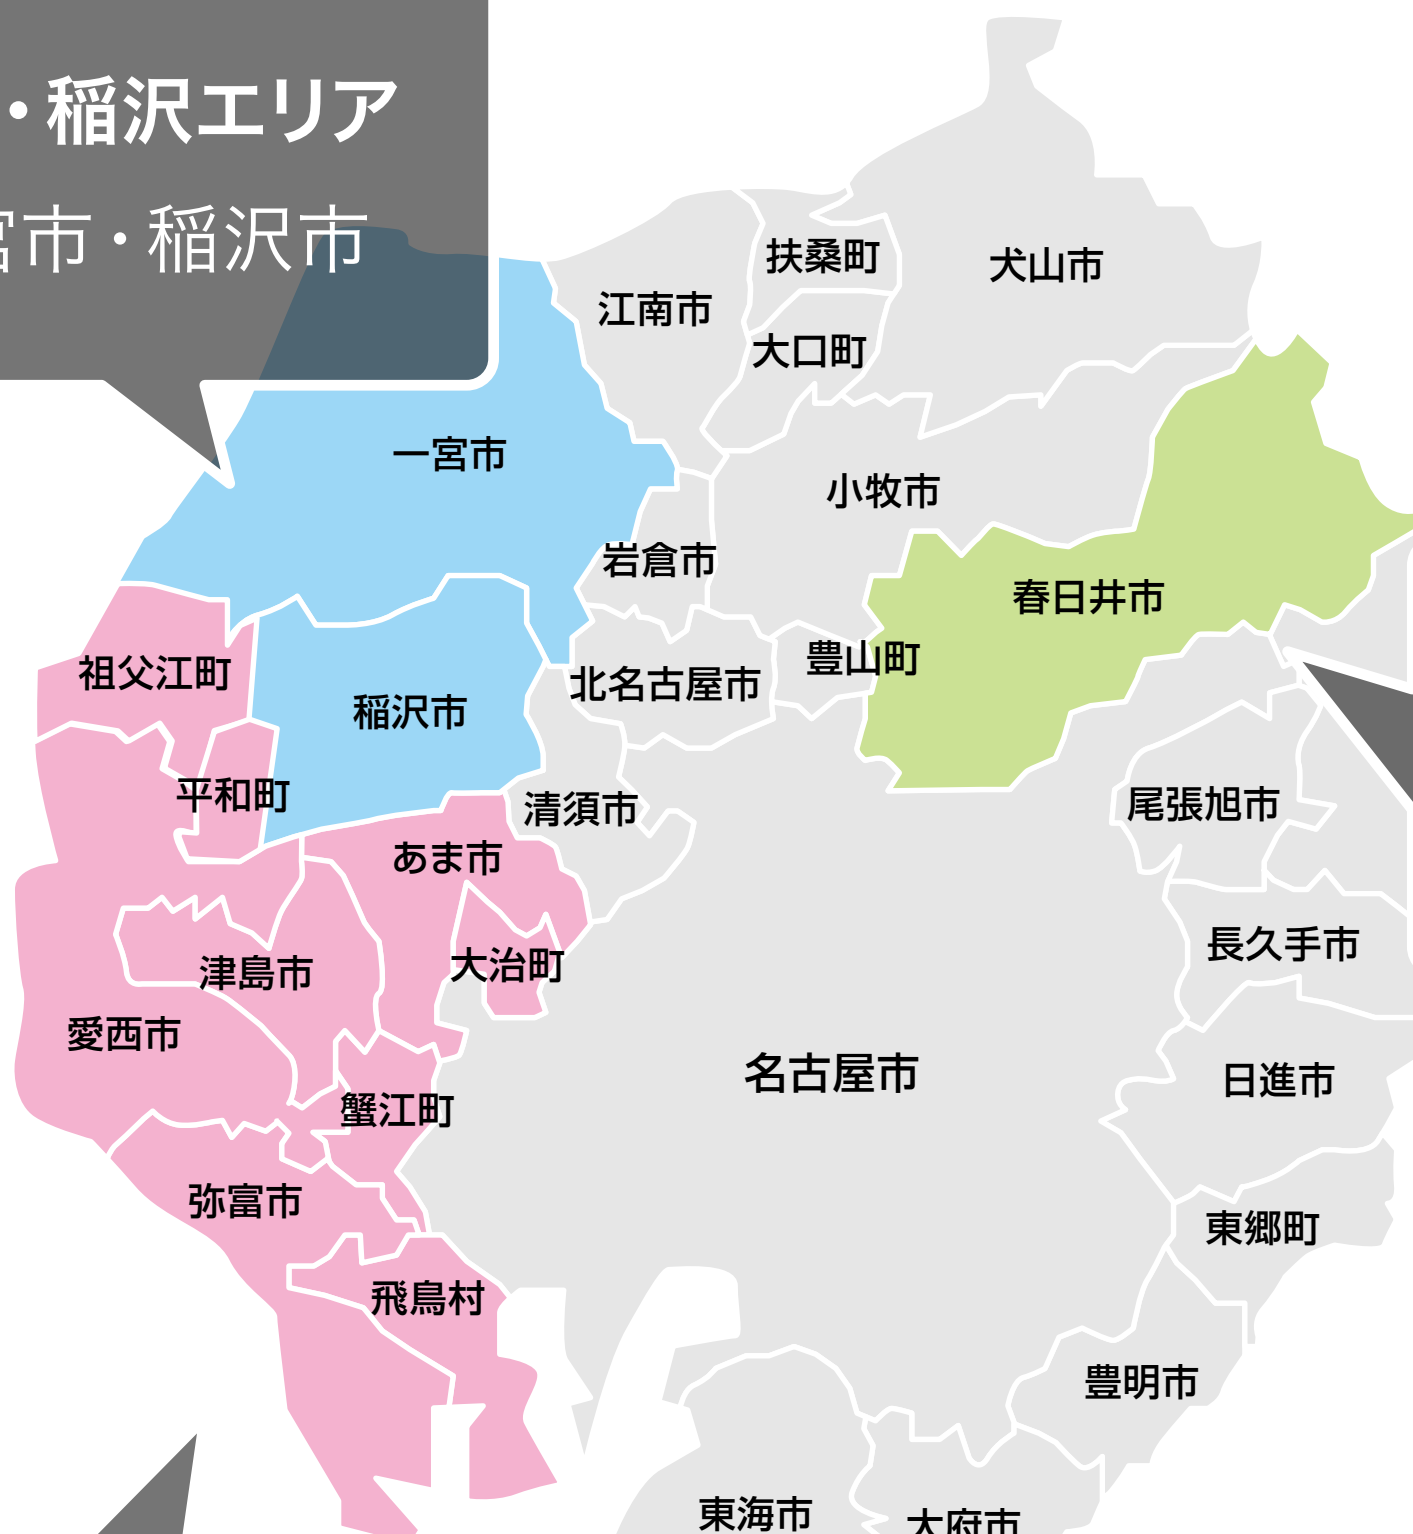 ・稲沢エリア
宮市・稲沢市
扶桑町
犬山市
江南市
大口町
一宮市
小牧市
岩倉市
春日井市
豊山町
祖父江町
北名古屋市
稲沢市
平和町
清須市
尾張旭市
あま市
長久手市
大治町
津島市
愛西市
名古屋市
日進市
蟹江町
弥富市
東郷町
飛鳥村
豊明市
東海市
大府市